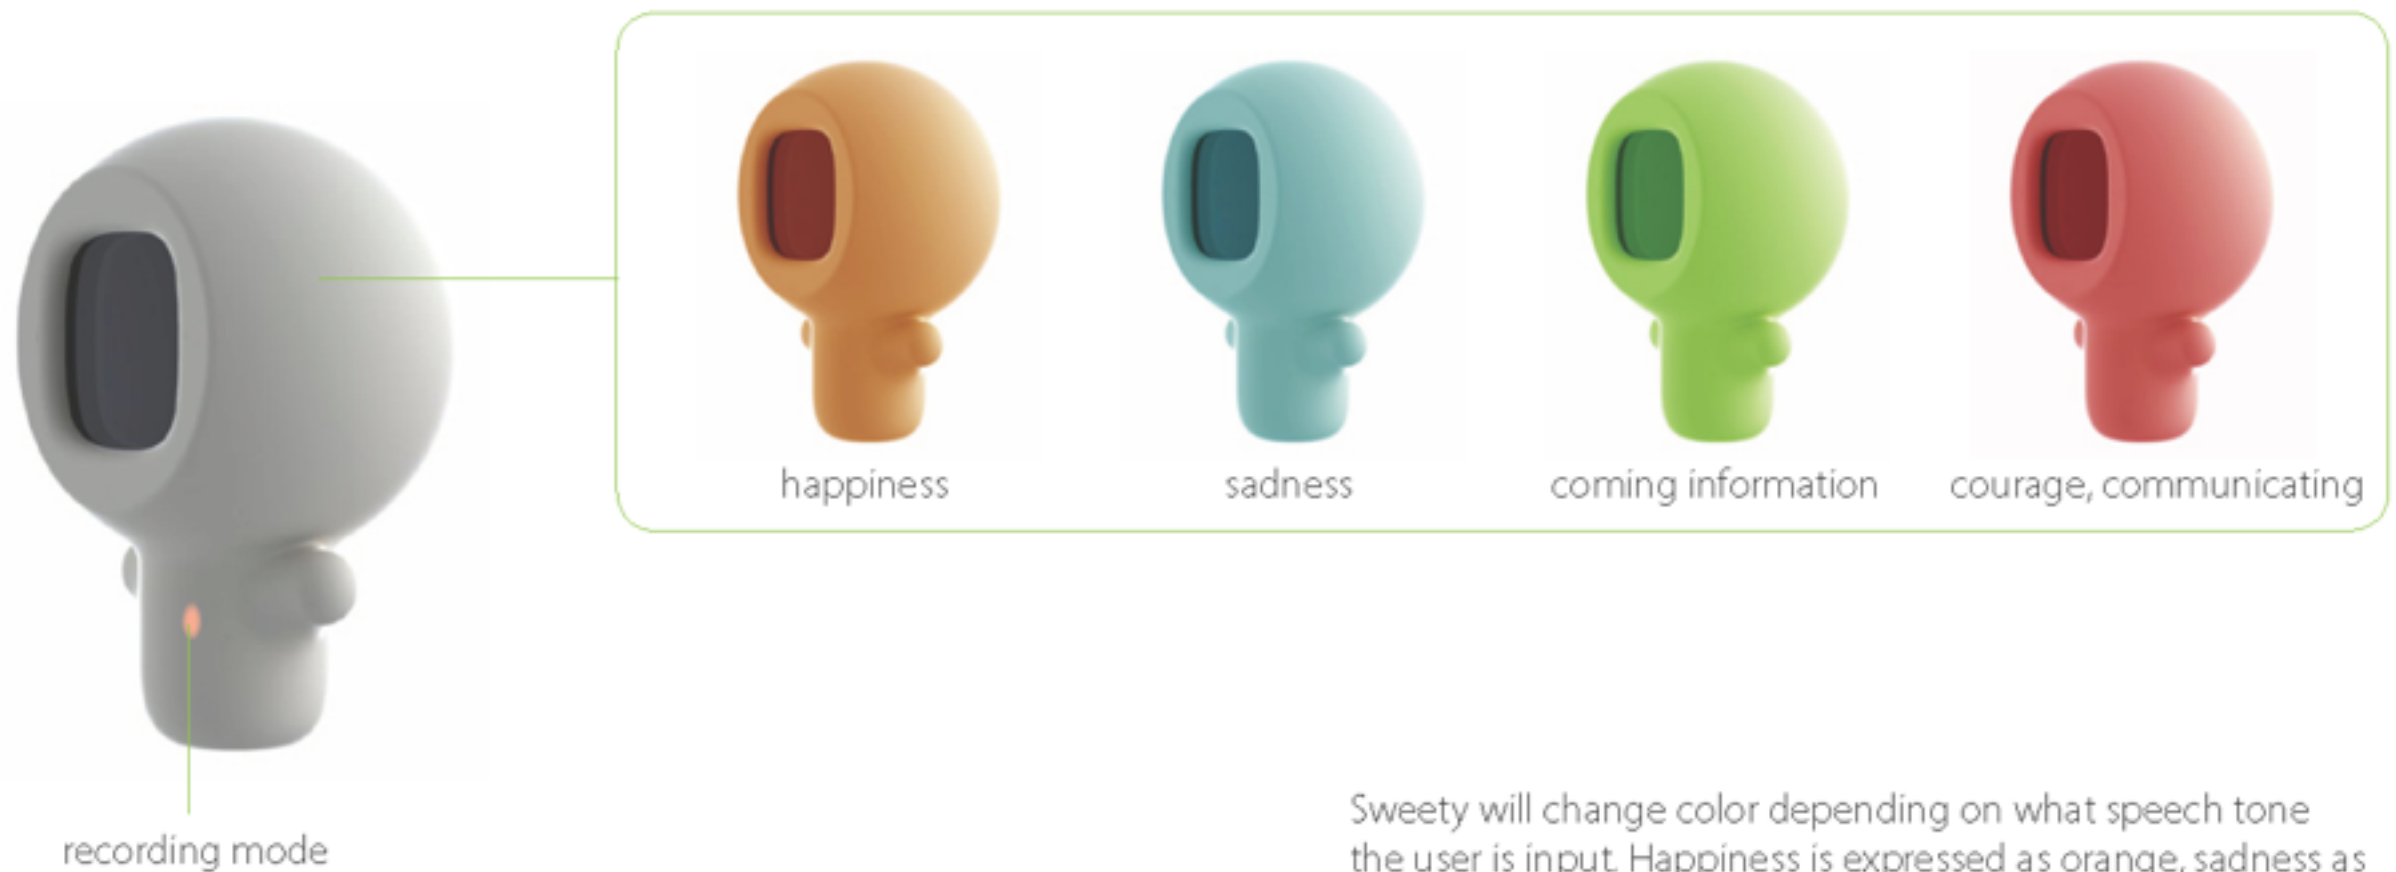 happiness
sadness
coming information
courage, communicating
recording mode
Sweety will change color depending on what speech tone
the user is input. Happiness is expressed as orange, sadness as